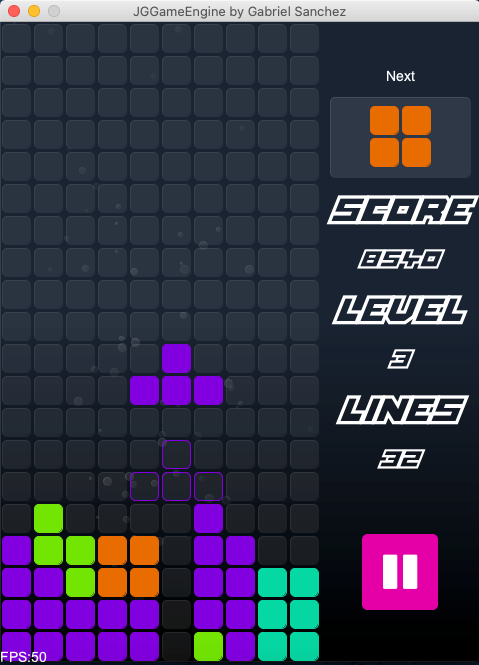 JGGameEngine by Gabriel Sanchez
Next
SCORE
8540
LEVEL
3
LINES
32
FPS:50